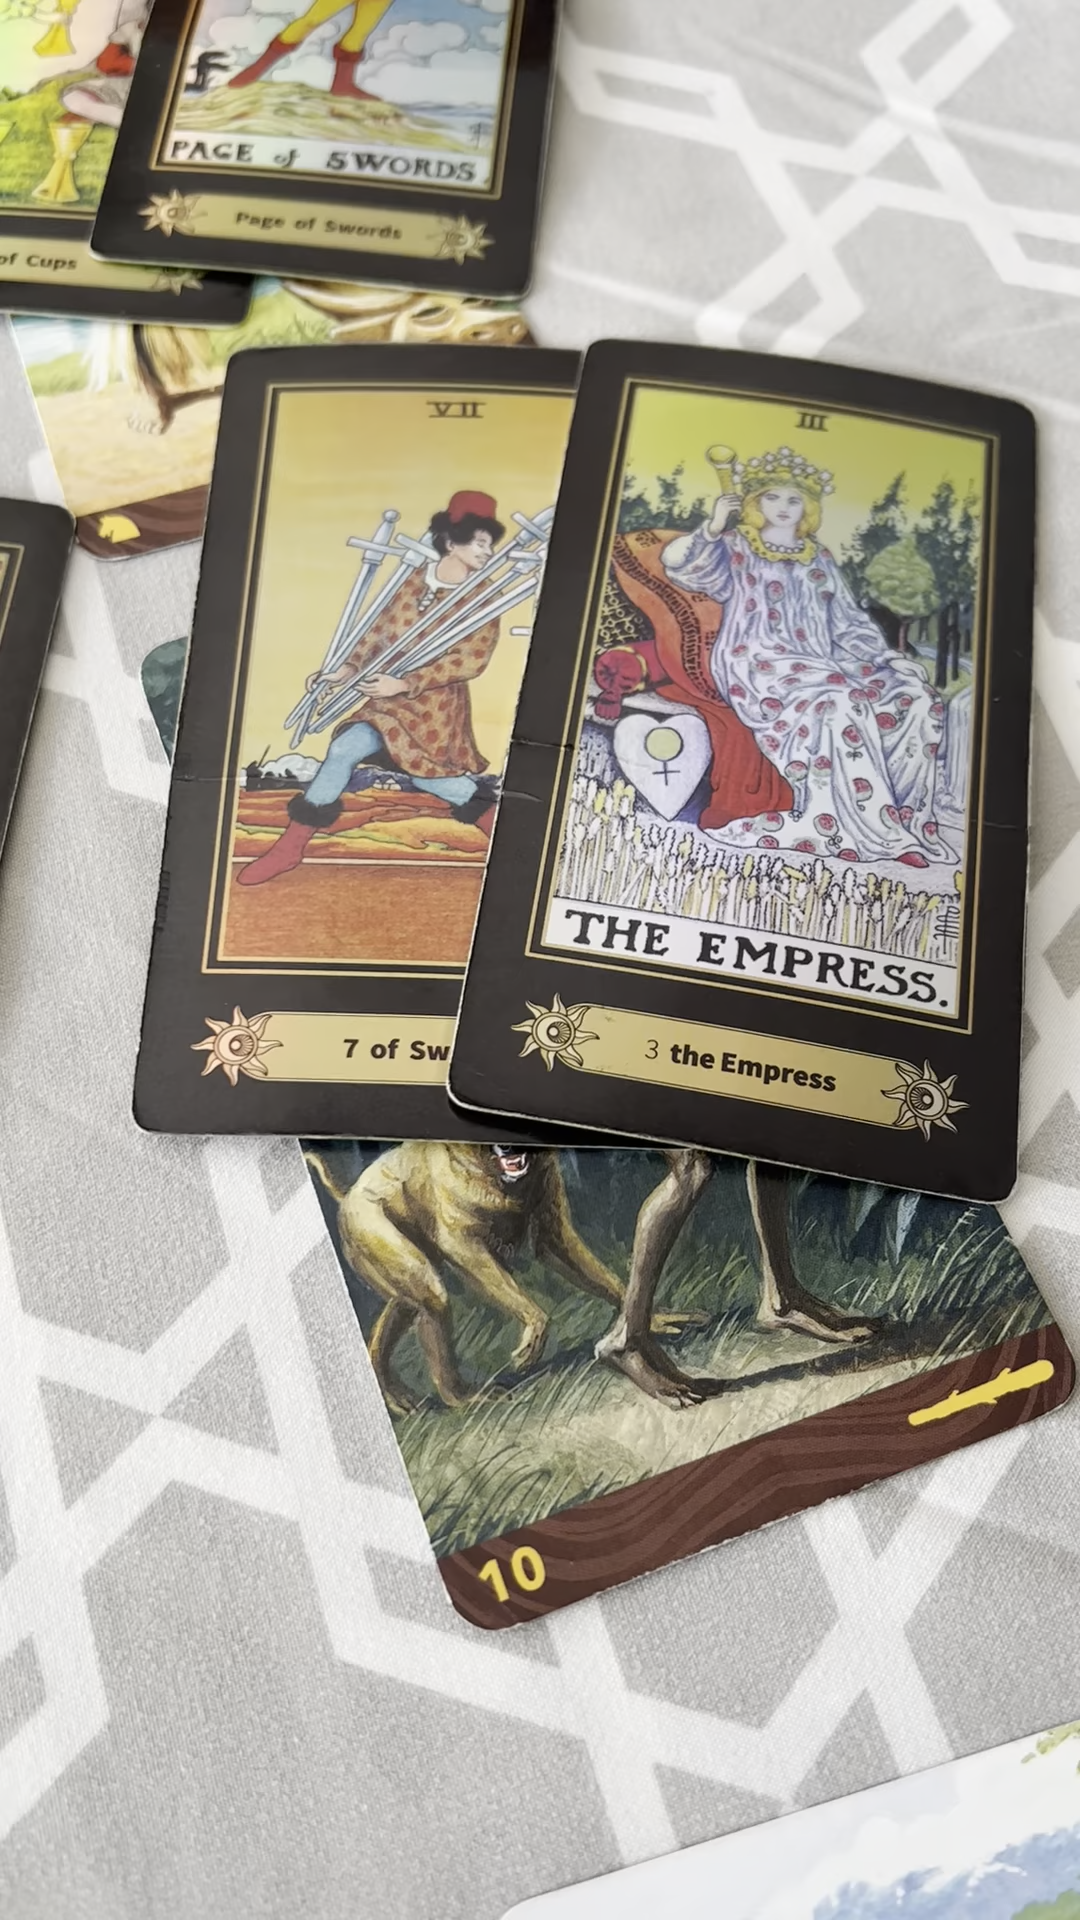 PAGE of SWORDS.
Page of Swords
of Cups
VII
III
THE EMPRESS.
7 of Sw
3 the Empress
10